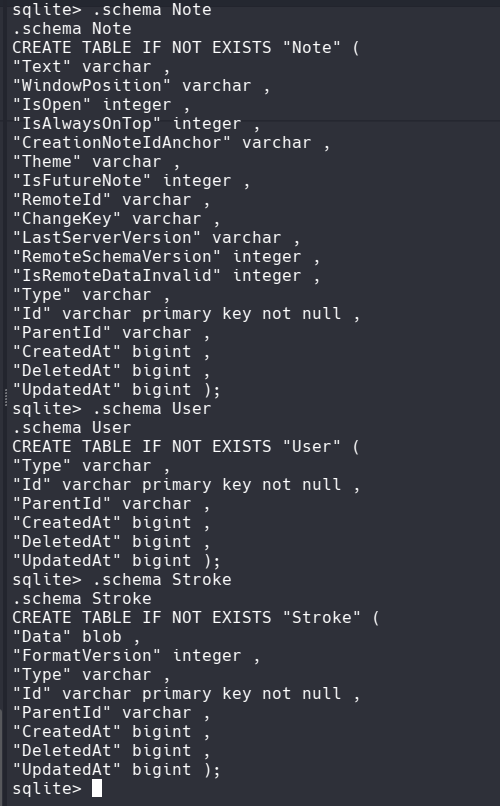 sqlite> .schema Note
.schema Note
CREATE TABLE IF NOT EXISTS "Note" (
"Text" varchar ,
"WindowPosition" varchar ,
"IsOpen" integer ,
"IsAlwaysOnTop" integer ,
"CreationNoteIdAnchor" varchar ,
"Theme" varchar ,
"IsFutureNote" integer ,
"RemoteId" varchar ,
"ChangeKey" varchar ,
"LastServerVersion" varchar ,
"RemoteSchemaVersion" integer ,
"IsRemoteDataInvalid" integer ,
"Type" varchar ,
"Id" varchar primary key not null ,
"ParentId" varchar ,
"CreatedAt" bigint ,
"DeletedAt" bigint ,
"UpdatedAt" bigint );
sqlite> .schema User
.schema User
CREATE TABLE IF NOT EXISTS "User" (
"Type" varchar ,
"Id" varchar primary key not null ,
"ParentId" varchar ,
"CreatedAt" bigint ,
"DeletedAt" bigint ,
"UpdatedAt" bigint );
sqlite> .schema Stroke
.schema Stroke
CREATE TABLE IF NOT EXISTS "Stroke" (
"Data" blob ,
"FormatVersion" integer ,
"Type" varchar ,
"Id" varchar primary key not null ,
"ParentId" varchar ,
"CreatedAt" bigint ,
"DeletedAt" bigint ,
"UpdatedAt" bigint );
sqlite>